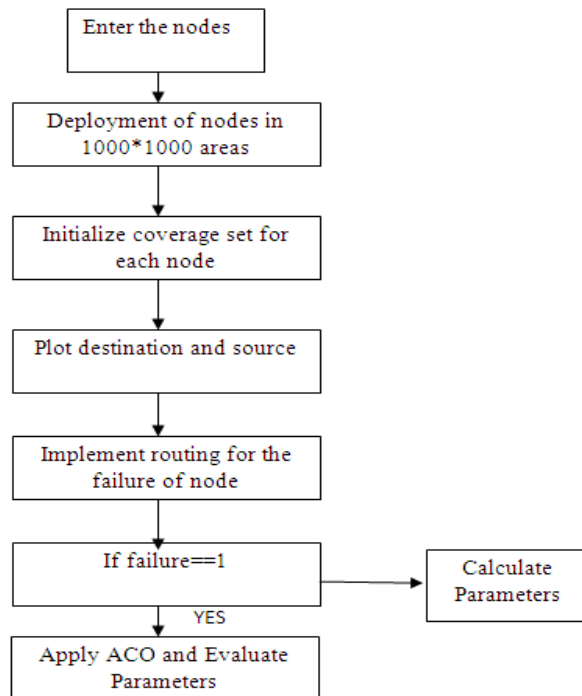 Enter the nodes
Deployment of nodes in
1000*1000 areas
Initialize coverage set for
each node
Plot destination and source
Implement routing for the
failure of node
If failure==1
Calculate
Parameters
YES
Apply ACO and Evaluate
Parameters